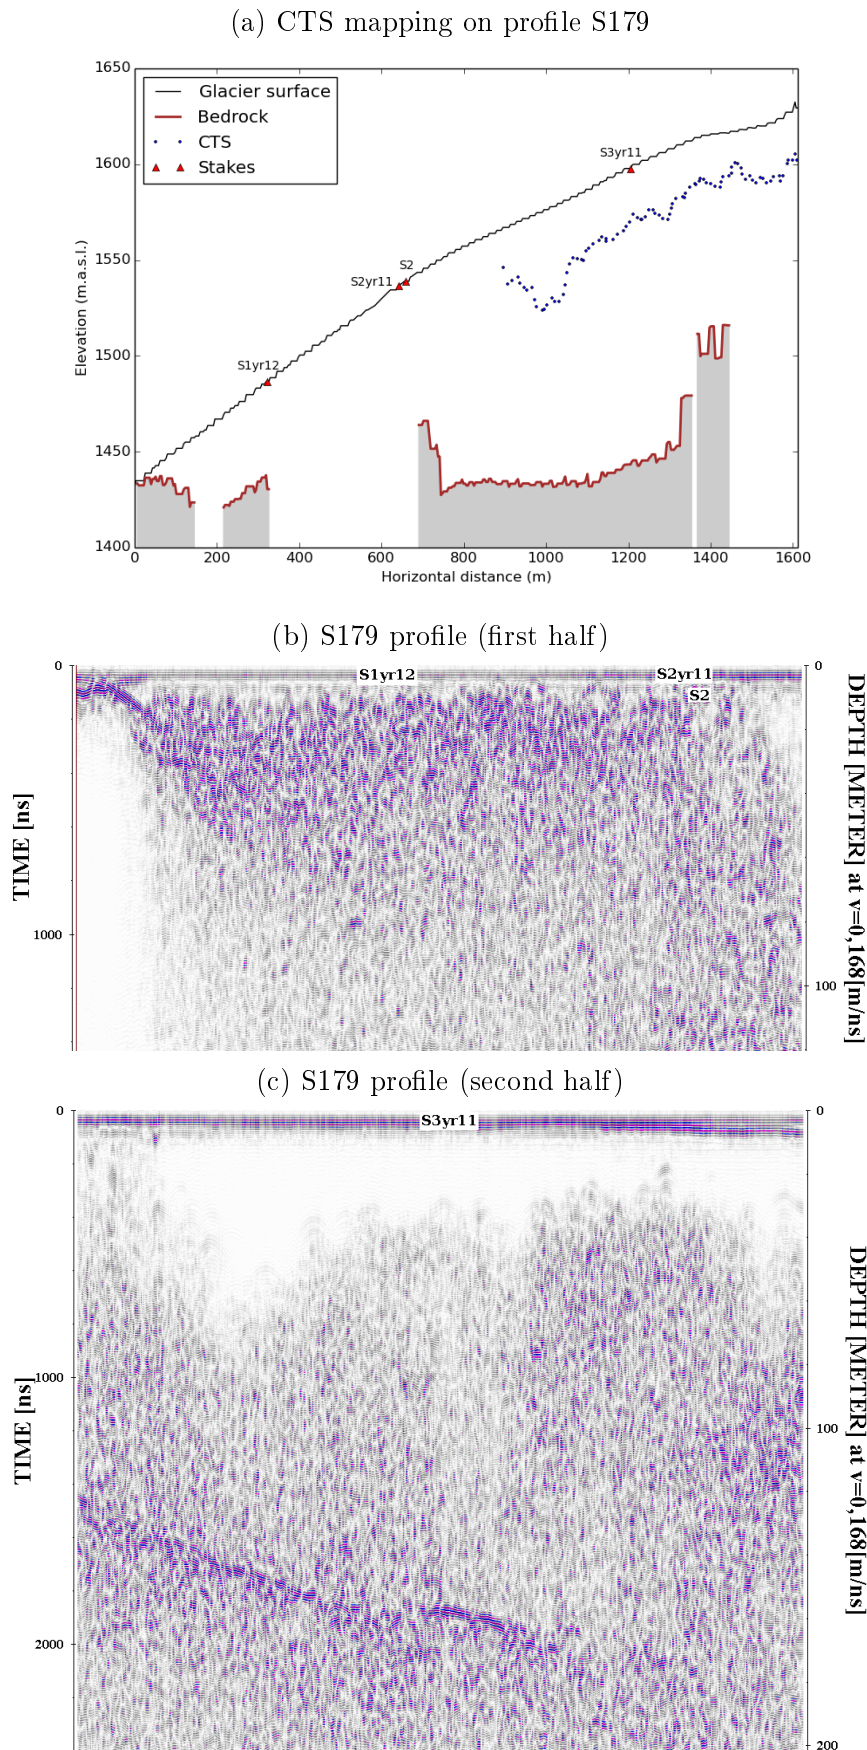 (a) CTS mapping on profile S179
1650
1600
1550
1500
1450
1400
Elevation (m.a.s.l.)
Glacier surface
Bedrock
CTS
Stakes
S3yr11
S2
S2yr11
S1yr12
0 200 400 600 800 1000 1200 1400 1600
Horizontal distance (m)
(b) S179 profile (first half)
0
1000
TIME [ns]
S1yr12
S2yr11
S2
0
100
DEPTH [METER] at v=0,168[m/ns]
(c) S179 profile (second half)
0
1000
2000
TIME [ns]
S3yr11
0
100
200
DEPTH [METER] at v=0,168[m/ns]